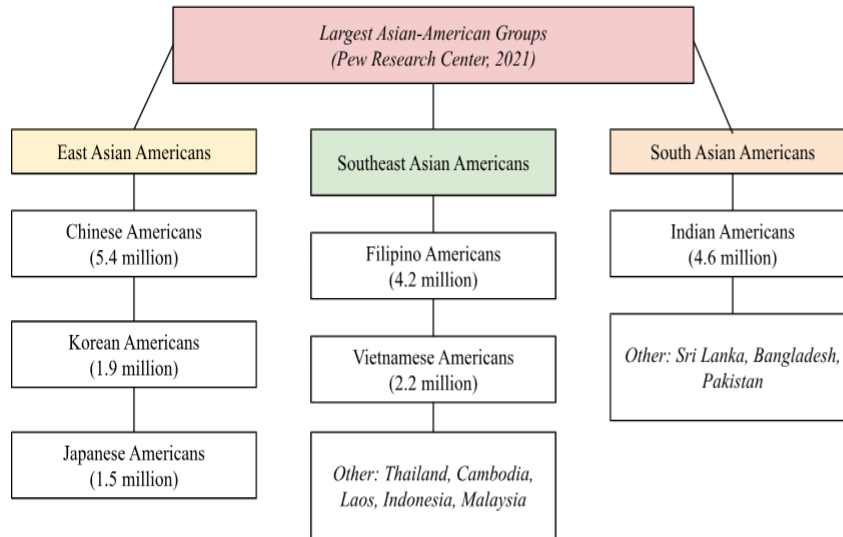 Largest Asian-American Groups
(Pew Research Center, 2021)
East Asian Americans
Chinese Americans
(5.4 million)
Korean Americans
(1.9 million)
Japanese Americans
(1.5 million)
Southeast Asian Americans
Filipino Americans
(4.2 million)
Vietnamese Americans
(2.2 million)
Other: Thailand, Cambodia,
Laos, Indonesia, Malaysia
South Asian Americans
Indian Americans
(4.6 million)
Other: Sri Lanka, Bangladesh,
Pakistan